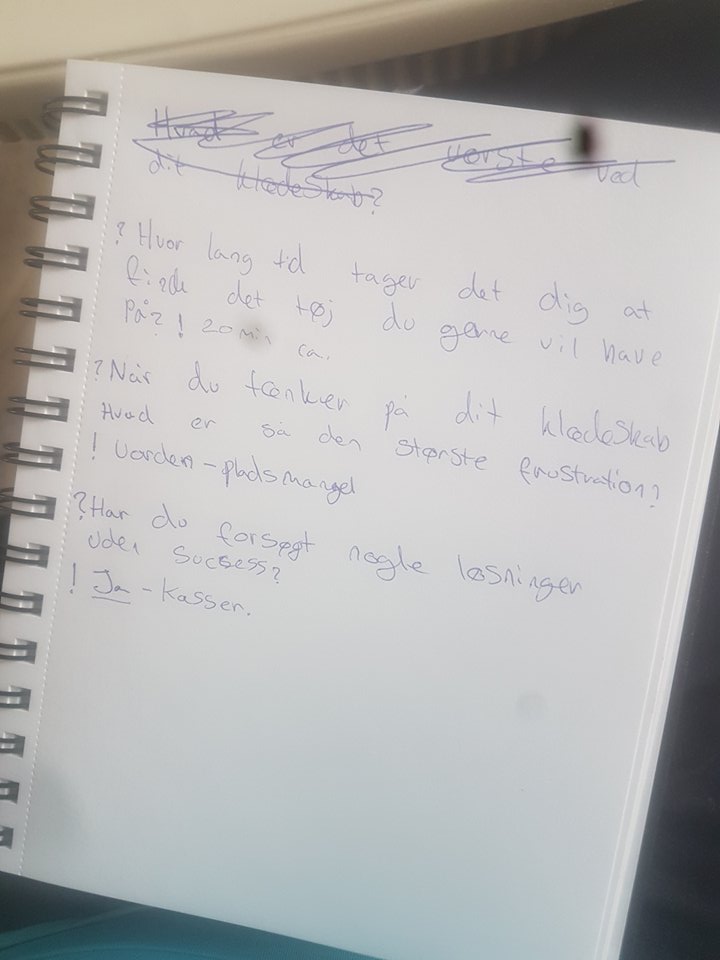 Hvad er det værste ved
dit klædeskab?
? Hvor lang tid tager det dig at
finde det tøj du gerne vil have
på? ! 20 min
ca.
? Når du tænker på dit klædeskab
Hvad er så den største frustration?
! Uorden - pladsmangel
? Har du forsøgt nogle løsninger
uden succsess?
! Ja - kasser.